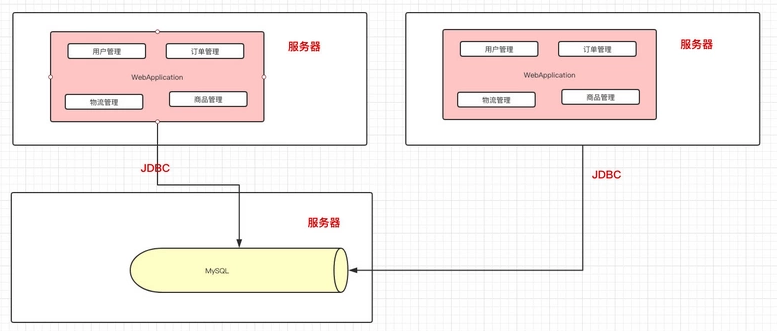 服务器
用户管理
订单管理
WebApplication
物流管理
商品管理
服务器
用户管理
订单管理
WebApplication
物流管理
商品管理
JDBC
JDBC
服务器
MySQL